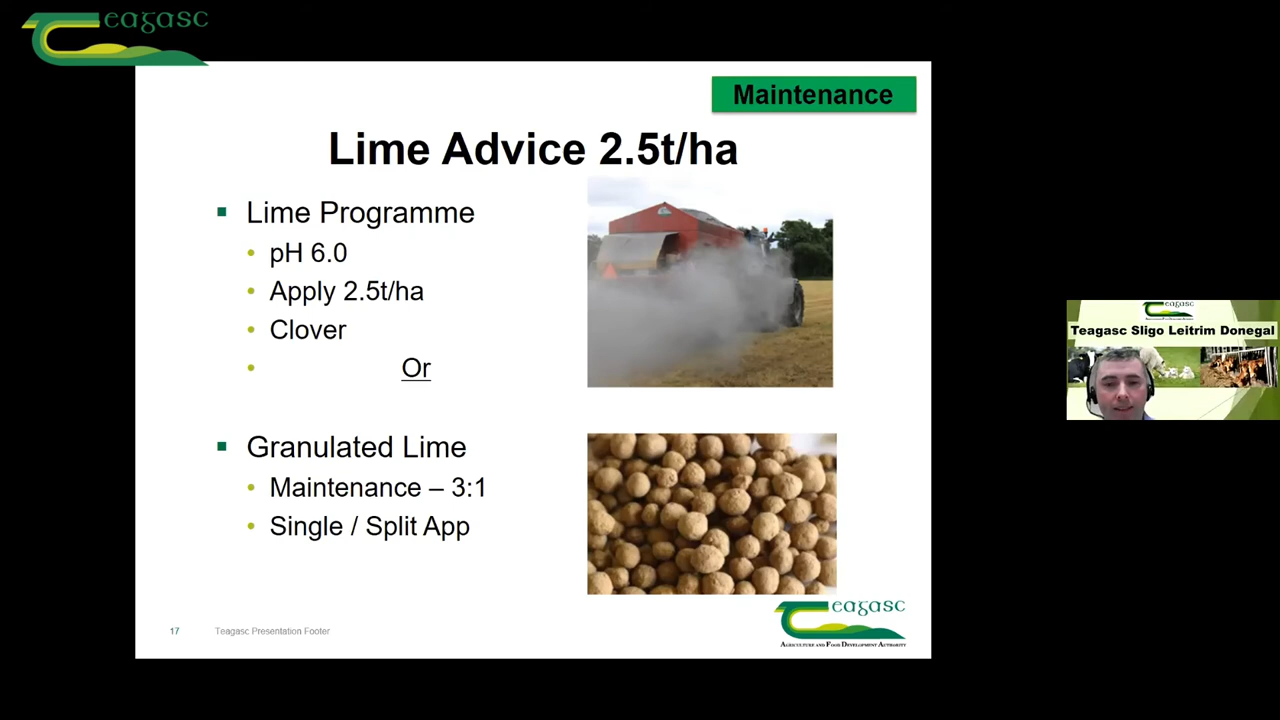 Teagasc
Maintenance
Lime Advice 2.5t/ha
Lime Programme
pH 6.0
Apply 2.5t/ha
Clover
Or
Granulated Lime
Maintenance – 3:1
Single / Split App
17
Teagasc Presentation Footer
Teagasc
AGRICULTURE AND FOOD DEVELOPMENT AUTHORITY
Teagasc
Teagasc Sligo Leitrim Donegal